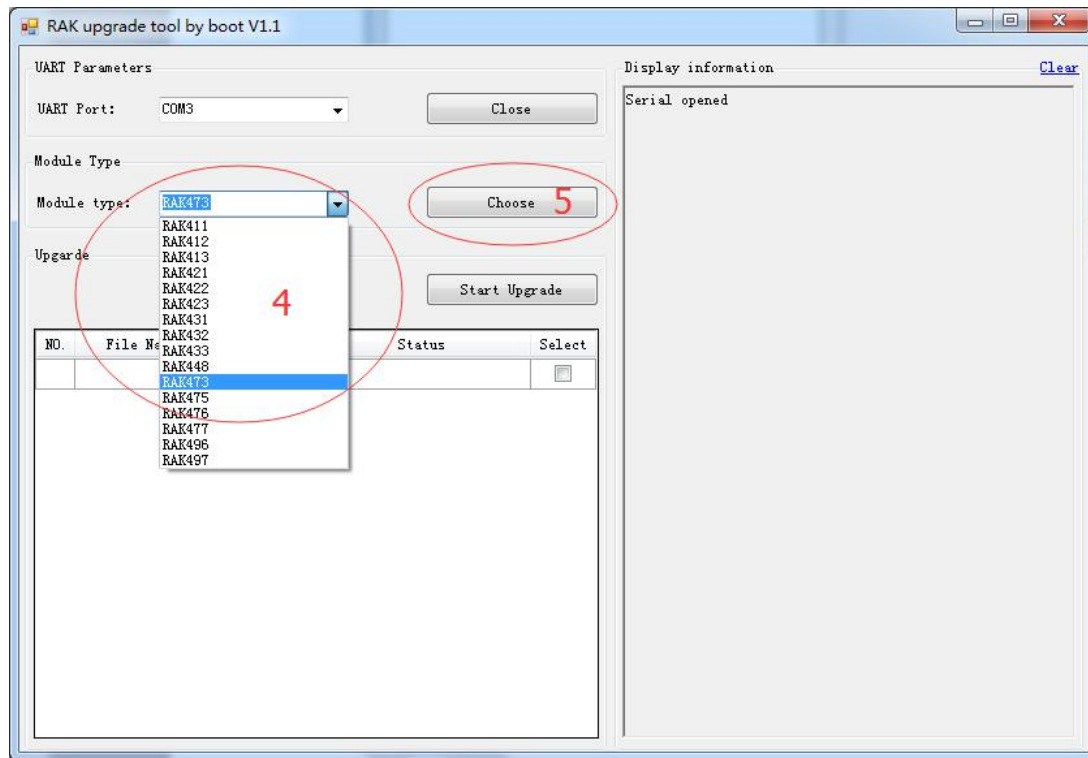 RAK upgrade tool by boot V1.1
UART Parameters
UART Port: COM3 Close
Module Type
Module type: RAK473 Choose 5
RAK411
RAK412
RAK413
RAK421
RAK422
RAK423
RAK431
RAK432
RAK433
RAK448
RAK473
RAK475
RAK476
RAK477
RAK496
RAK497
4
Upgarde
Start Upgrade
NO. File Na Status Select
Display information Clear
Serial opened